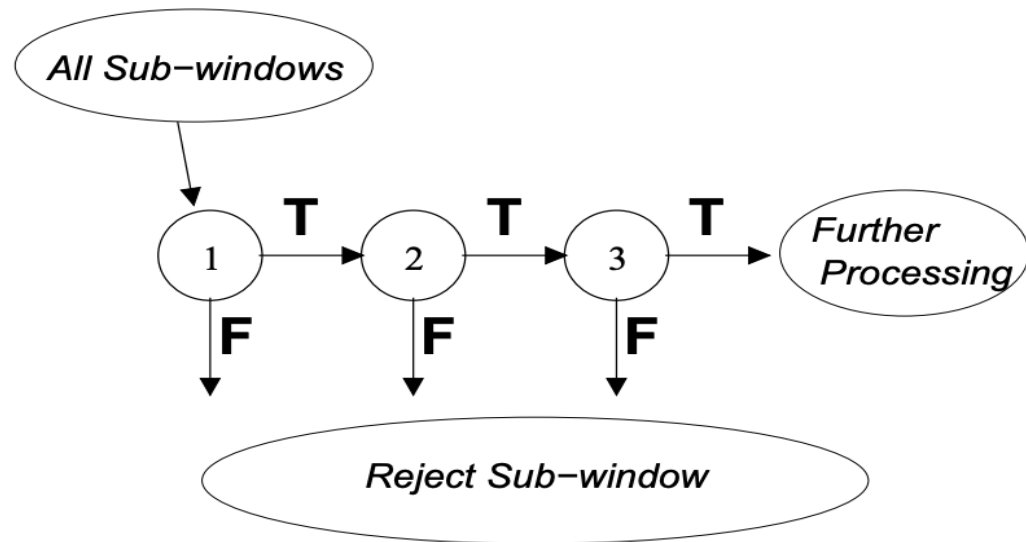 All Sub−windows
T T T
1 2 3 Further
Processing
F F F
Reject Sub−window